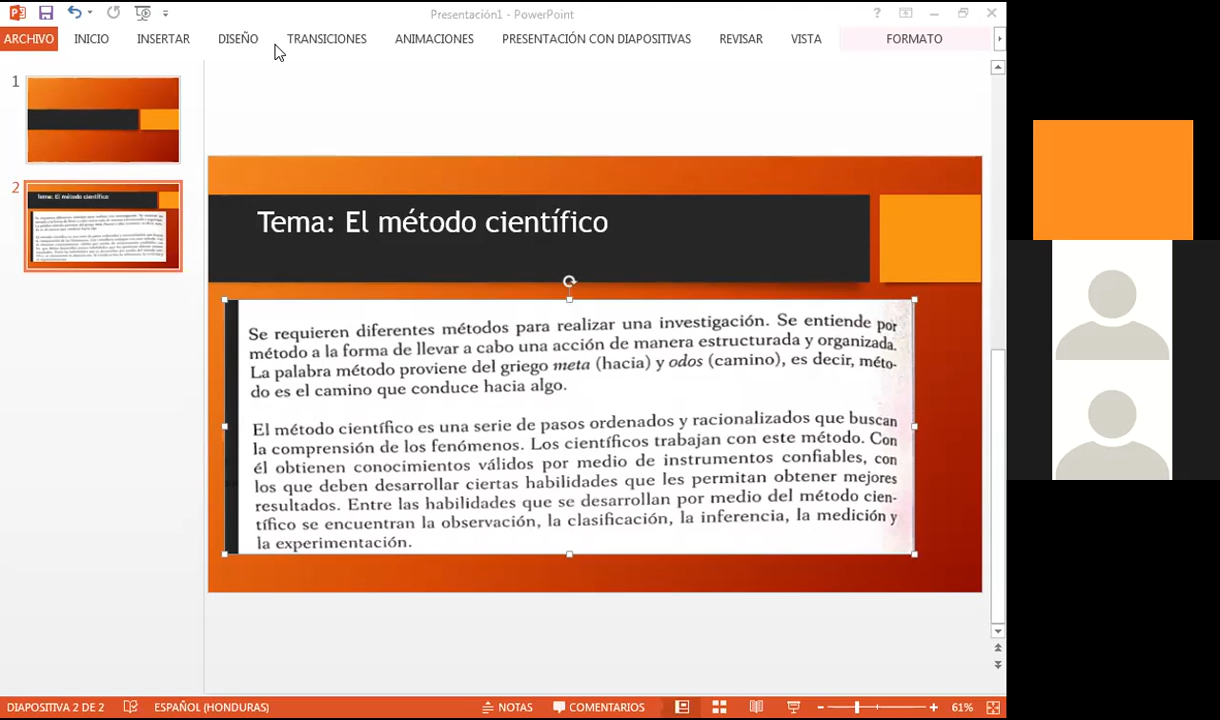 Presentación1 - PowerPoint
?
ARCHIVO INICIO INSERTAR DISEÑO TRANSICIONES ANIMACIONES PRESENTACIÓN CON DIAPOSITIVAS REVISAR VISTA FORMATO
1
2
Tema: El método científico
Tema: El método científico
Se requieren diferentes métodos para realizar una investigación. Se entiende por
método a la forma de llevar a cabo una acción de manera estructurada y organizada.
La palabra método proviene del griego meta (hacia) y odos (camino), es decir, méto-
do es el camino que conduce hacia algo.
El método científico es una serie de pasos ordenados y racionalizados que buscan
la comprensión de los fenómenos. Los científicos trabajan con este método. Con
él obtienen conocimientos válidos por medio de instrumentos confiables, con
los que deben desarrollar ciertas habilidades que les permitan obtener mejores
resultados. Entre las habilidades que se desarrollan por medio del método cien-
tífico se encuentran la observación, la clasificación, la inferencia, la medición y
la experimentación.
DIAPOSITIVA 2 DE 2 ESPAÑOL (HONDURAS) NOTAS COMENTARIOS 61%